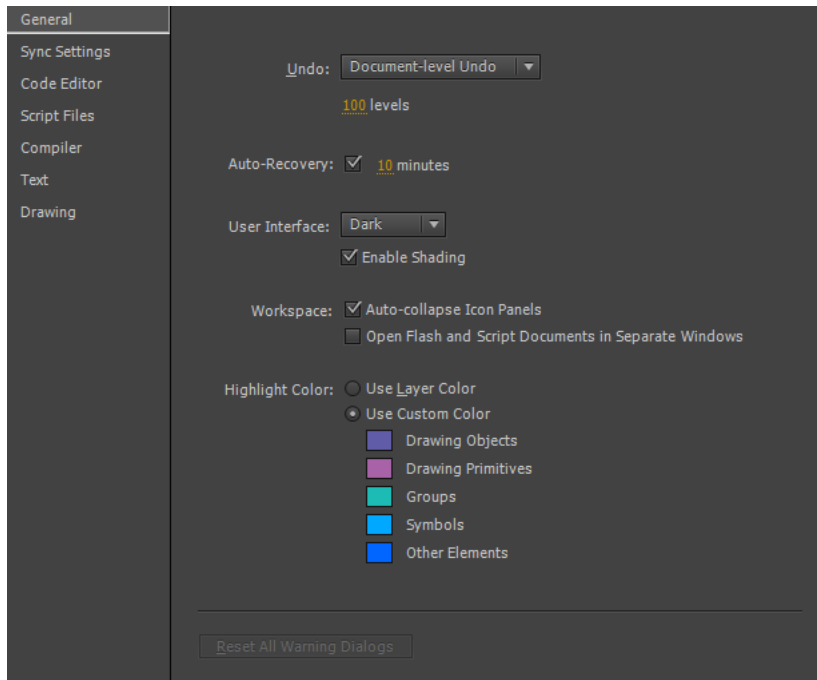 General
Sync Settings
Code Editor
Script Files
Compiler
Text
Drawing
Undo: Document-level Undo
100 levels
Auto-Recovery: 10 minutes
User Interface: Dark
Enable Shading
Workspace: Auto-collapse Icon Panels
Open Flash and Script Documents in Separate Windows
Highlight Color: Use Layer Color
Use Custom Color
Drawing Objects
Drawing Primitives
Groups
Symbols
Other Elements
Reset All Warning Dialogs